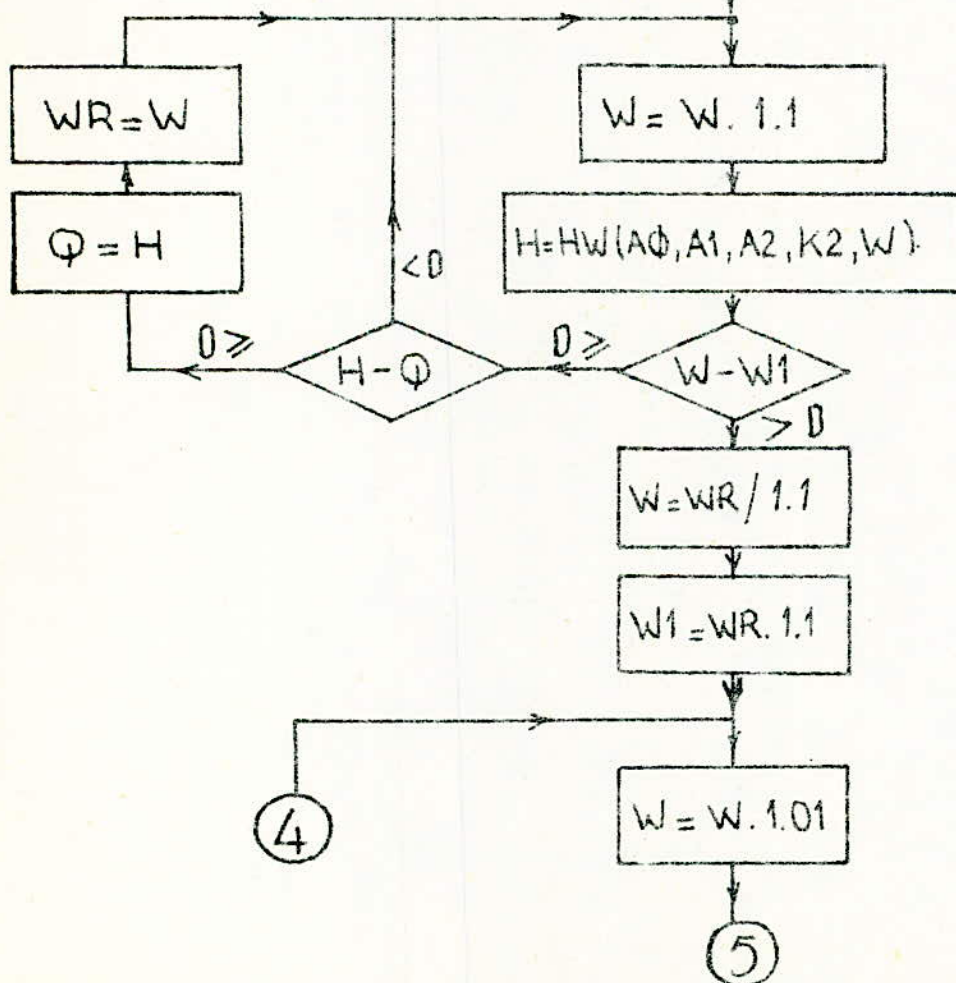 WR=W
W= W. 1.1
Q=H
H=HW(AΦ,A1,A2,K2,W).
<0
0⩾
H-Q
0⩾
W-W1
>0
W=WR/1.1
W1=WR.1.1
4
W= W.1.01
5